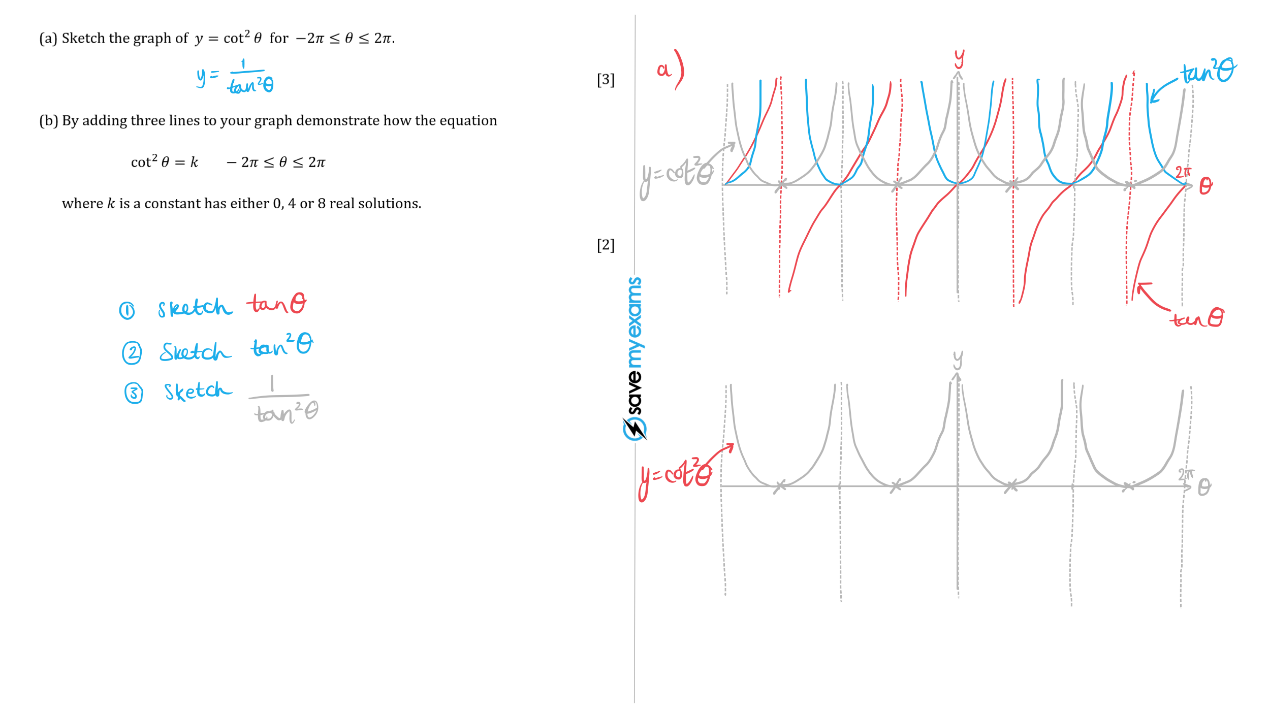 (a) Sketch the graph of y = cot² θ for −2π ≤ θ ≤ 2π.
y = 1/tan²θ
[3]
(b) By adding three lines to your graph demonstrate how the equation
cot² θ = k −2π ≤ θ ≤ 2π
where k is a constant has either 0, 4 or 8 real solutions.
[2]
① Sketch tanθ
② Sketch tan²θ
③ Sketch 1/tan²θ
save my exams
a)
y
tan²θ
y=cot²θ
2π
θ
tanθ
y
y=cot²θ
2π
θ